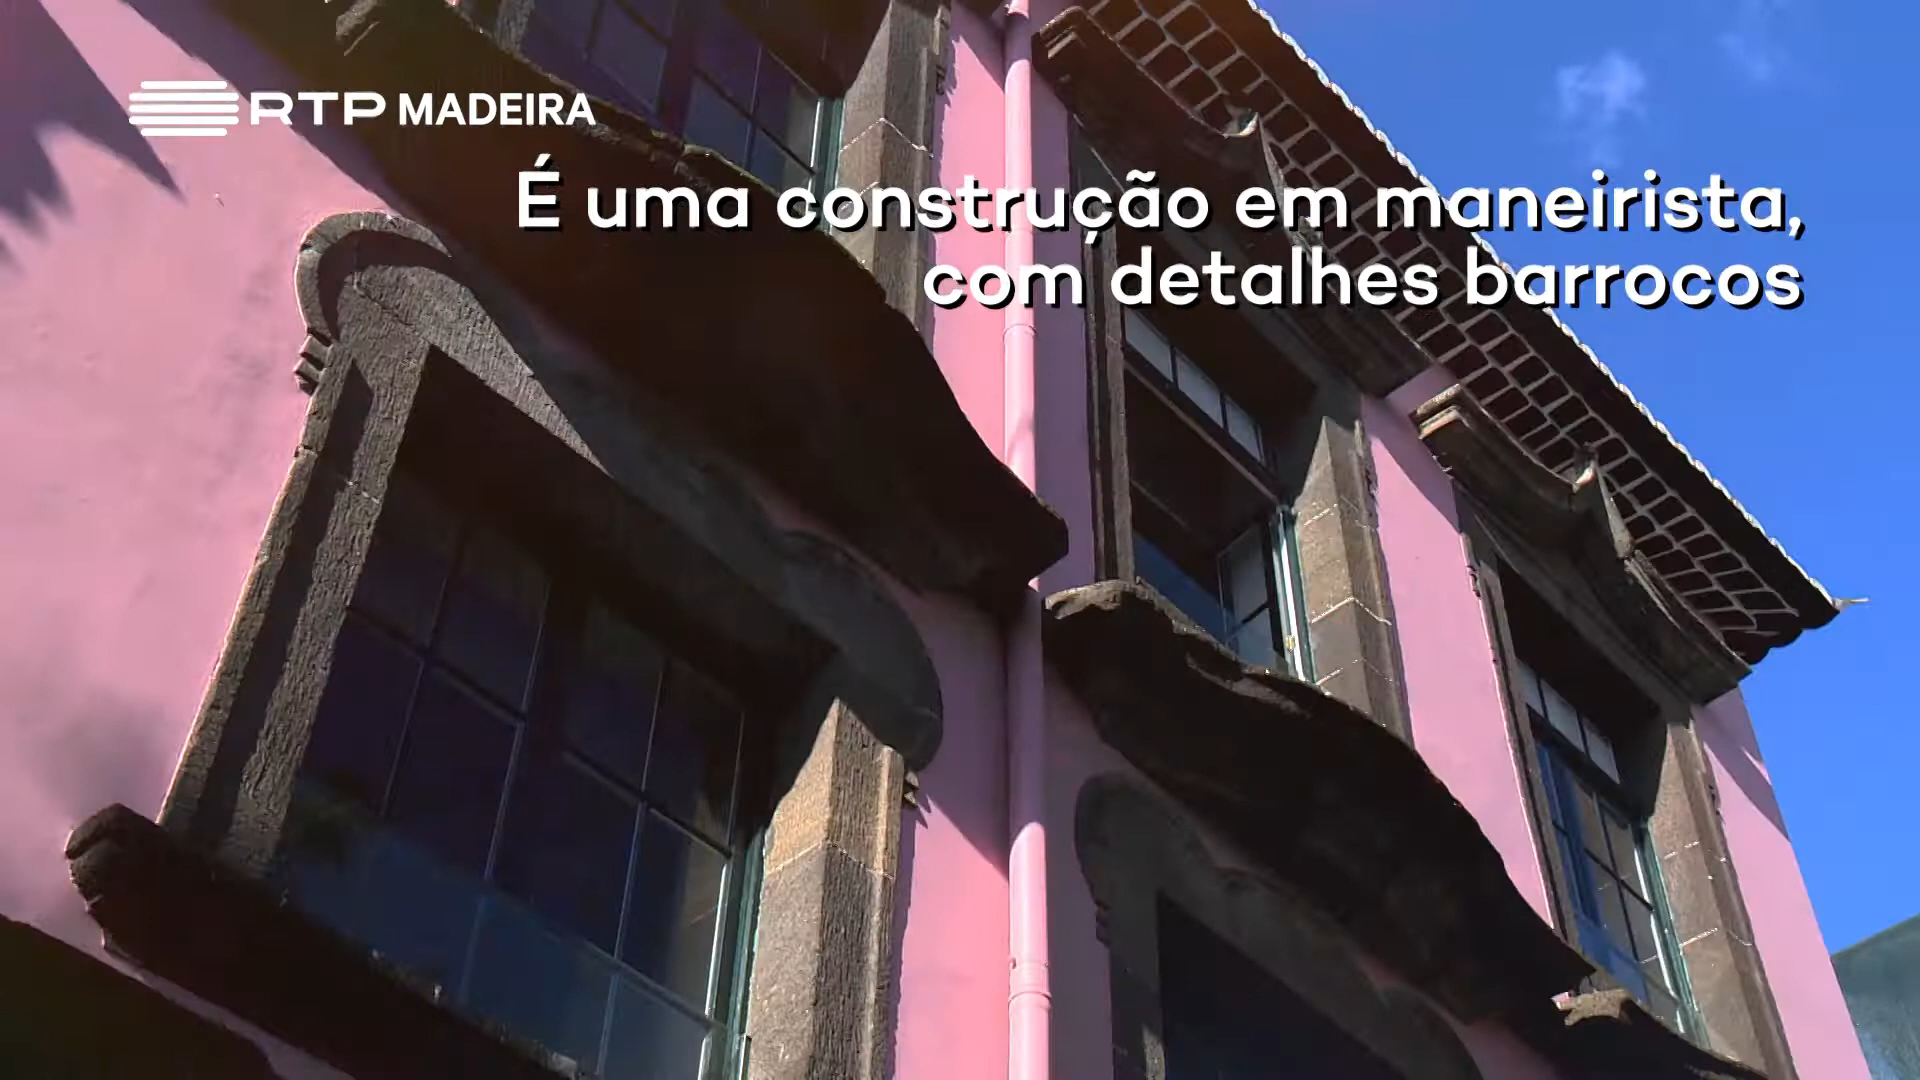 RTP MADEIRA
É uma construção em maneirista,
com detalhes barrocos